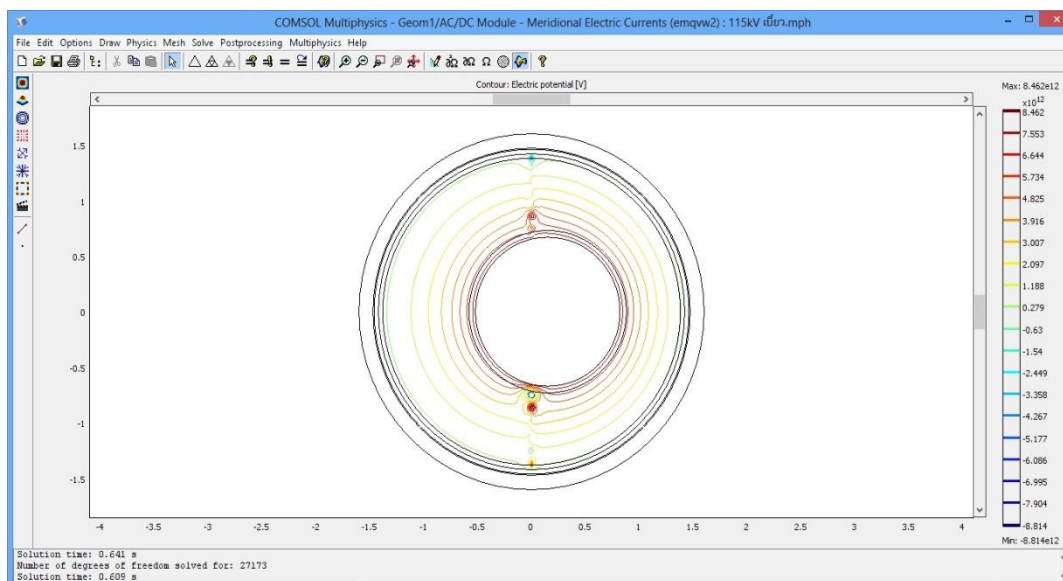 COMSOL Multiphysics - Geom1/AC/DC Module - Meridional Electric Currents (emqvw2) : 115kV เบี้ยว.mph
File Edit Options Draw Physics Mesh Solve Postprocessing Multiphysics Help
Contour: Electric potential [V]
Max: 8.462e12
x10¹²
8.462
7.553
6.644
5.734
4.825
3.916
3.007
2.097
1.188
0.279
-0.63
-1.54
-2.449
-3.358
-4.267
-5.177
-6.086
-6.995
-7.904
-8.814
Min: -8.814e12
1.5
1
0.5
0
-0.5
-1
-1.5
-4 -3.5 -3 -2.5 -2 -1.5 -1 -0.5 0 0.5 1 1.5 2 2.5 3 3.5 4
Solution time: 0.641 s
Number of degrees of freedom solved for: 27173
Solution time: 0.609 s